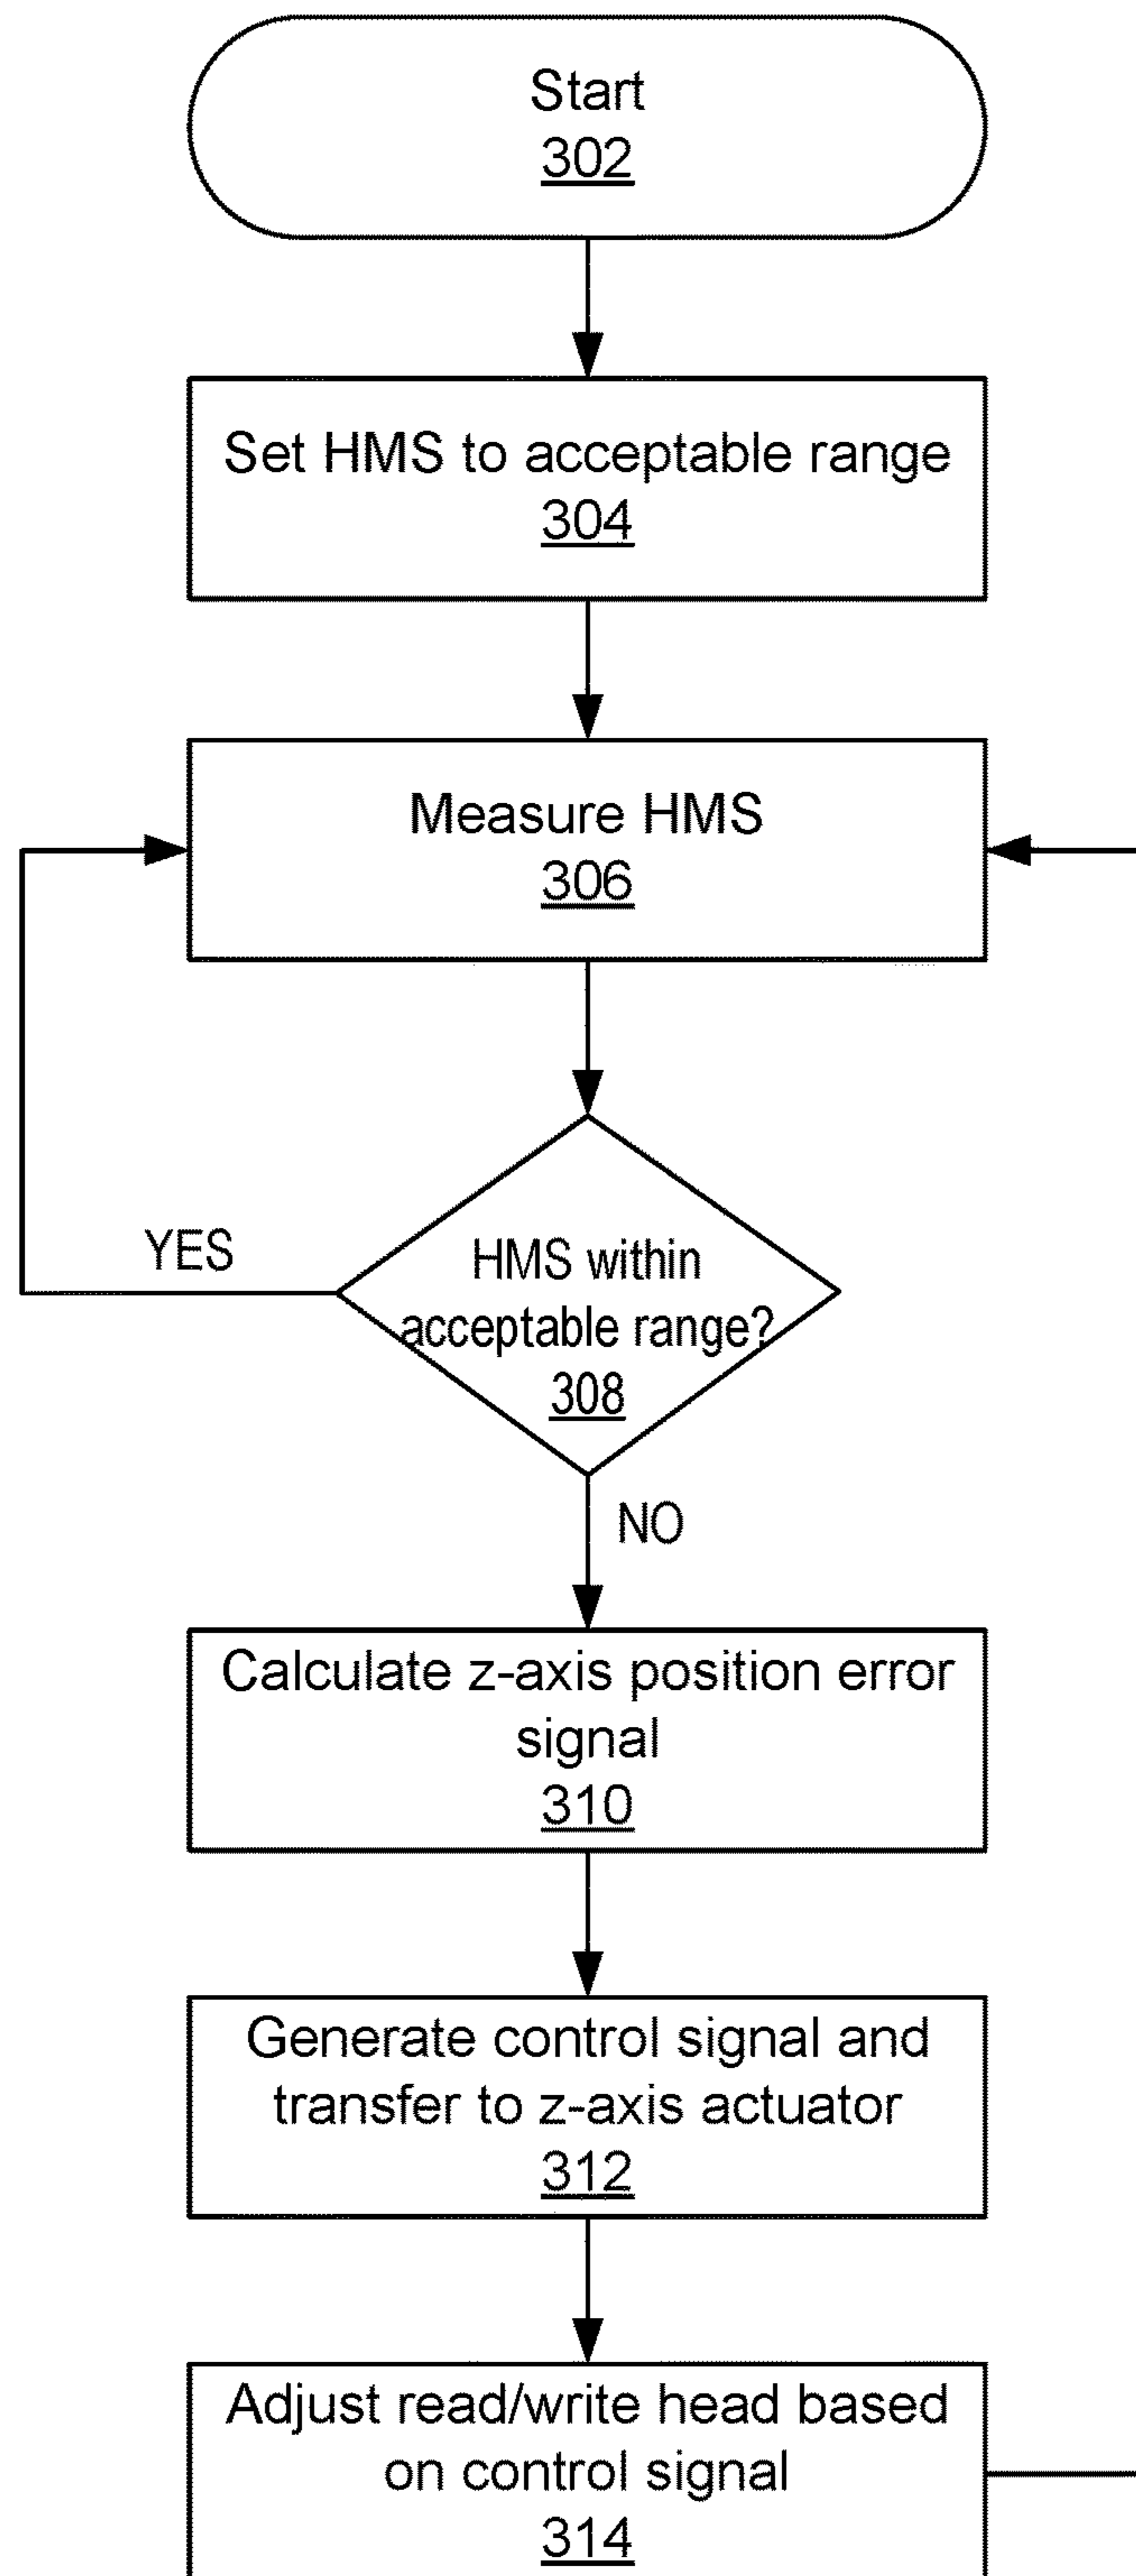 Start
302
Set HMS to acceptable range
304
Measure HMS
306
YES
HMS within
acceptable range?
308
NO
Calculate z-axis position error
signal
310
Generate control signal and
transfer to z-axis actuator
312
Adjust read/write head based
on control signal
314